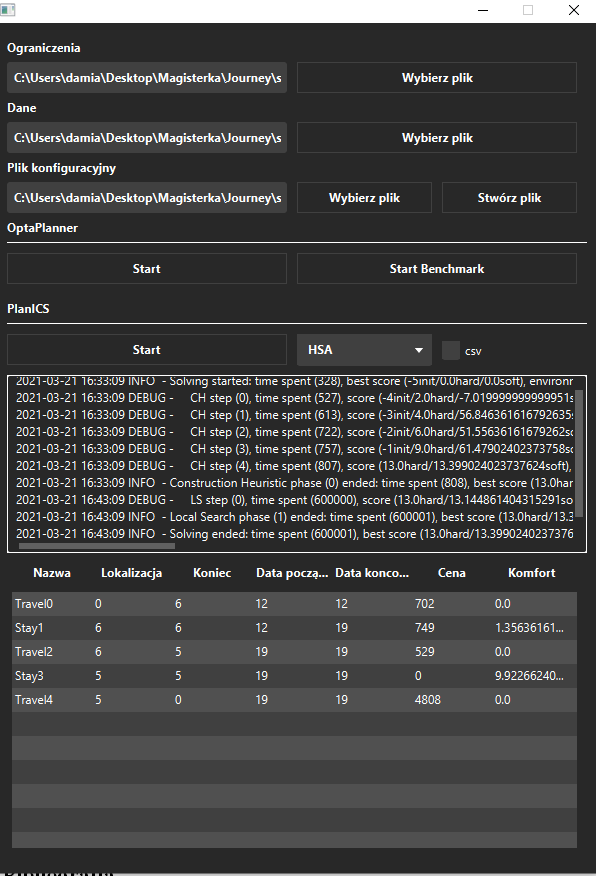 Ograniczenia
C:\Users\damia\Desktop\Magisterka\Journey\s Wybierz plik
Dane
C:\Users\damia\Desktop\Magisterka\Journey\s Wybierz plik
Plik konfiguracyjny
C:\Users\damia\Desktop\Magisterka\Journey\s Wybierz plik Stwórz plik
OptaPlanner
Start Start Benchmark
PlanICS
Start HSA csv
2021-03-21 16:33:09 INFO - Solving started: time spent (328), best score (-5init/0.0hard/0.0soft), environm
2021-03-21 16:33:09 DEBUG - CH step (0), time spent (527), score (-4init/2.0hard/-7.019999999999951s
2021-03-21 16:33:09 DEBUG - CH step (1), time spent (613), score (-3init/4.0hard/56.846361616792635s
2021-03-21 16:33:09 DEBUG - CH step (2), time spent (722), score (-2init/6.0hard/51.55636161679262so
2021-03-21 16:33:09 DEBUG - CH step (3), time spent (757), score (-1init/9.0hard/61.47902402373758so
2021-03-21 16:33:09 DEBUG - CH step (4), time spent (807), score (13.0hard/13.399024023737624soft),
2021-03-21 16:33:09 INFO - Construction Heuristic phase (0) ended: time spent (808), best score (13.0har
2021-03-21 16:43:09 DEBUG - LS step (0), time spent (600000), score (13.0hard/13.144861404315291so
2021-03-21 16:43:09 INFO - Local Search phase (1) ended: time spent (600001), best score (13.0hard/13.3
2021-03-21 16:43:09 INFO - Solving ended: time spent (600001), best score (13.0hard/13.3990240237376
Nazwa Lokalizacja Koniec Data począ... Data konco... Cena Komfort
Travel0 0 6 12 12 702 0.0
Stay1 6 6 12 19 749 1.35636161...
Travel2 6 5 19 19 529 0.0
Stay3 5 5 19 19 0 9.92266240...
Travel4 5 0 19 19 4808 0.0